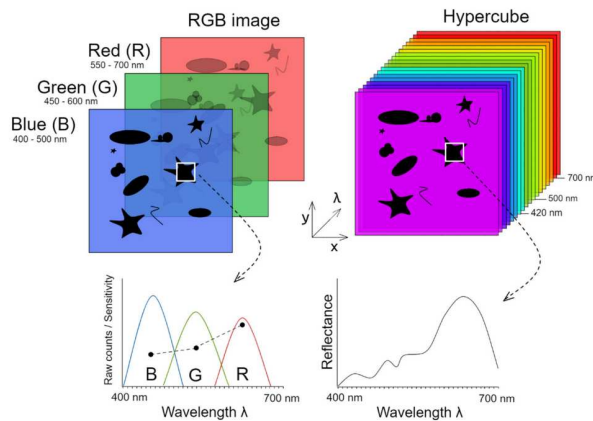 RGB image
Red (R)
550 - 700 nm
Green (G)
450 - 600 nm
Blue (B)
400 - 500 nm
Hypercube
700 nm
500 nm
420 nm
y
λ
x
Raw counts / Sensitivity
B
G
R
400 nm
700 nm
Wavelength λ
Reflectance
400 nm
700 nm
Wavelength λ